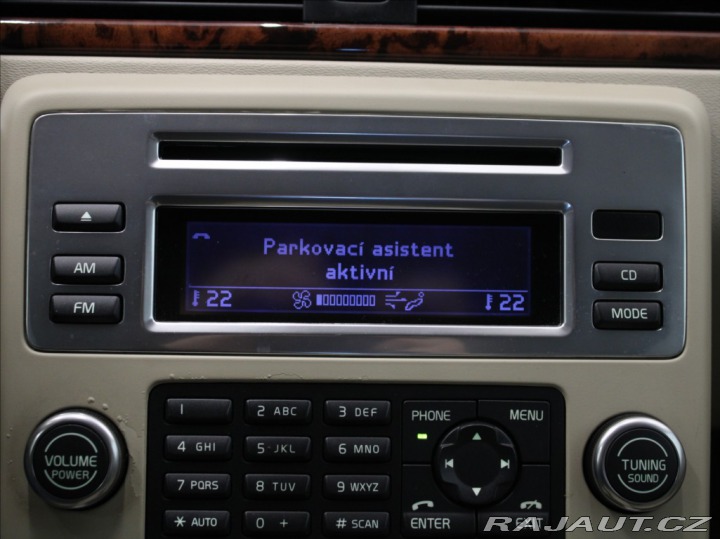 Parkovací asistent
aktivní
22 22
AM
FM
CD
MODE
1 2 ABC 3 DEF
4 GHI 5 JKL 6 MNO
7 PQRS 8 TUV 9 WXYZ
* AUTO 0 + # SCAN
PHONE MENU
ENTER EXIT
VOLUME
POWER
TUNING
SOUND
RAJAUT.CZ